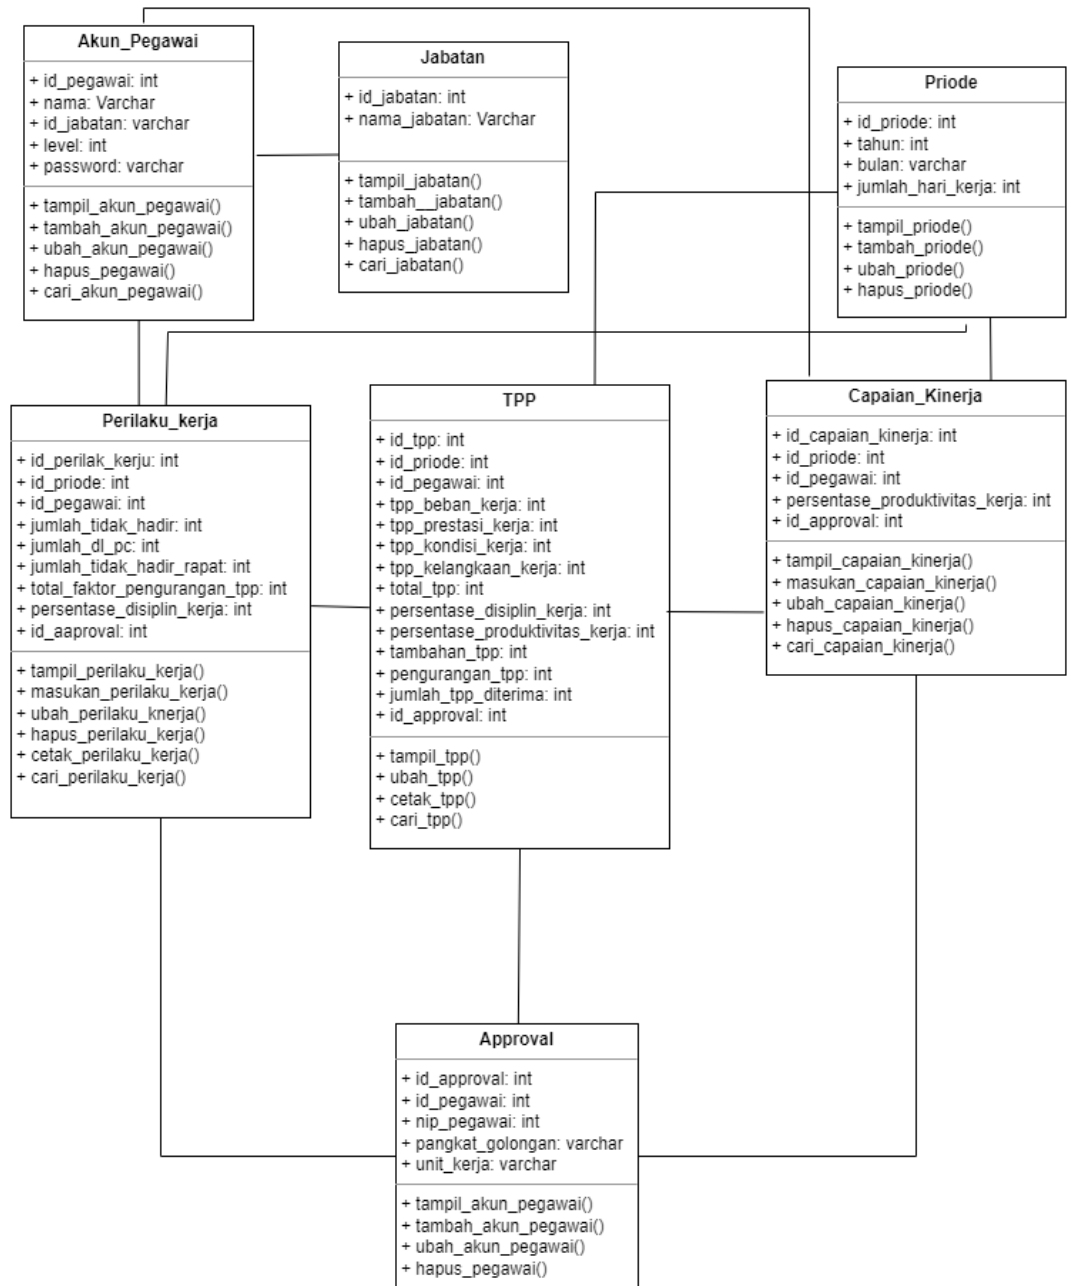 Akun_Pegawai
+ id_pegawai: int
+ nama: Varchar
+ id_jabatan: varchar
+ level: int
+ password: varchar
+ tampil_akun_pegawai()
+ tambah_akun_pegawai()
+ ubah_akun_pegawai()
+ hapus_pegawai()
+ cari_akun_pegawai()
Jabatan
+ id_jabatan: int
+ nama_jabatan: Varchar
+ tampil_jabatan()
+ tambah__jabatan()
+ ubah_jabatan()
+ hapus_jabatan()
+ cari_jabatan()
Priode
+ id_priode: int
+ tahun: int
+ bulan: varchar
+ jumlah_hari_kerja: int
+ tampil_priode()
+ tambah_priode()
+ ubah_priode()
+ hapus_priode()
Perilaku_kerja
+ id_perilak_kerju: int
+ id_priode: int
+ id_pegawai: int
+ jumlah_tidak_hadir: int
+ jumlah_dl_pc: int
+ jumlah_tidak_hadir_rapat: int
+ total_faktor_pengurangan_tpp: int
+ persentase_disiplin_kerja: int
+ id_aaproval: int
+ tampil_perilaku_kerja()
+ masukan_perilaku_kerja()
+ ubah_perilaku_knerja()
+ hapus_perilaku_kerja()
+ cetak_perilaku_kerja()
+ cari_perilaku_kerja()
TPP
+ id_tpp: int
+ id_priode: int
+ id_pegawai: int
+ tpp_beban_kerja: int
+ tpp_prestasi_kerja: int
+ tpp_kondisi_kerja: int
+ tpp_kelangkaan_kerja: int
+ total_tpp: int
+ persentase_disiplin_kerja: int
+ persentase_produktivitas_kerja: int
+ tambahan_tpp: int
+ pengurangan_tpp: int
+ jumlah_tpp_diterima: int
+ id_approval: int
+ tampil_tpp()
+ ubah_tpp()
+ cetak_tpp()
+ cari_tpp()
Capaian_Kinerja
+ id_capaian_kinerja: int
+ id_priode: int
+ id_pegawai: int
+ persentase_produktivitas_kerja: int
+ id_approval: int
+ tampil_capaian_kinerja()
+ masukan_capaian_kinerja()
+ ubah_capaian_kinerja()
+ hapus_capaian_kinerja()
+ cari_capaian_kinerja()
Approval
+ id_approval: int
+ id_pegawai: int
+ nip_pegawai: int
+ pangkat_golongan: varchar
+ unit_kerja: varchar
+ tampil_akun_pegawai()
+ tambah_akun_pegawai()
+ ubah_akun_pegawai()
+ hapus_pegawai()